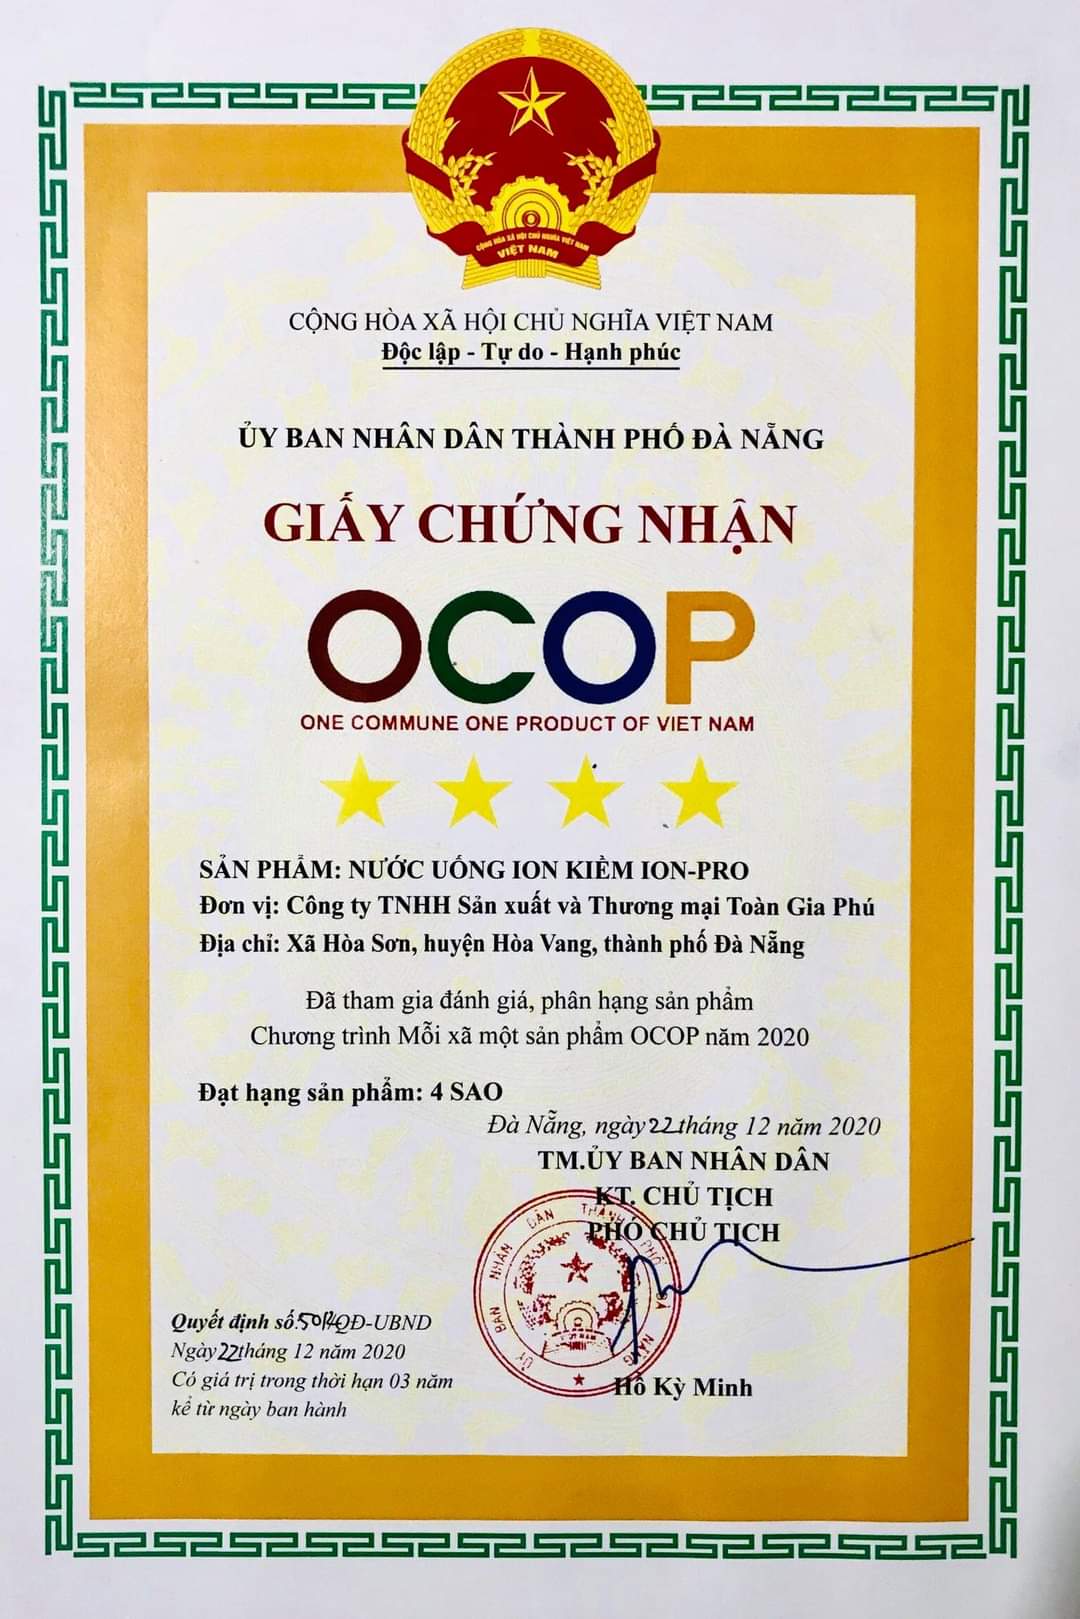 CỘNG HÒA XÃ HỘI CHỦ NGHĨA VIỆT NAM
VIỆT NAM
CỘNG HÒA XÃ HỘI CHỦ NGHĨA VIỆT NAM
Độc lập - Tự do - Hạnh phúc
ỦY BAN NHÂN DÂN THÀNH PHỐ ĐÀ NẴNG
GIẤY CHỨNG NHẬN
OCOP
ONE COMMUNE ONE PRODUCT OF VIET NAM
SẢN PHẨM: NƯỚC UỐNG ION KIỀM ION-PRO
Đơn vị: Công ty TNHH Sản xuất và Thương mại Toàn Gia Phú
Địa chỉ: Xã Hòa Sơn, huyện Hòa Vang, thành phố Đà Nẵng
Đã tham gia đánh giá, phân hạng sản phẩm
Chương trình Mỗi xã một sản phẩm OCOP năm 2020
Đạt hạng sản phẩm: 4 SAO
Đà Nẵng, ngày 22 tháng 12 năm 2020
TM.ỦY BAN NHÂN DÂN
KT. CHỦ TỊCH
PHÓ CHỦ TỊCH
ỦY BAN NHÂN DÂN THÀNH PHỐ ĐÀ NẴNG
Quyết định số: QĐ-UBND
Ngày 22 tháng 12 năm 2020
Có giá trị trong thời hạn 03 năm
kể từ ngày ban hành
Hồ Kỳ Minh